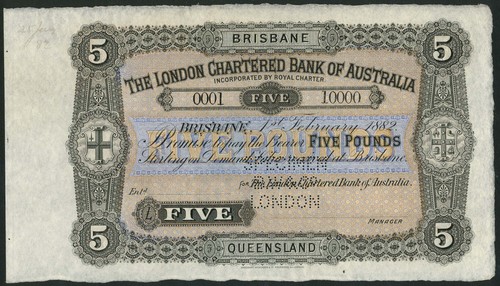 5 BRISBANE 5
THE LONDON CHARTERED BANK OF AUSTRALIA
INCORPORATED BY ROYAL CHARTER
0001 FIVE 10000
FIVE POUNDS
BRISBANE, 1st February 1882
I Promise to pay the Bearer FIVE POUNDS
Sterling on Demand, here at Brisbane.
SPECIMEN
for The London Chartered Bank of Australia.
Entd
LONDON
£ FIVE
MANAGER
5 QUEENSLAND 5